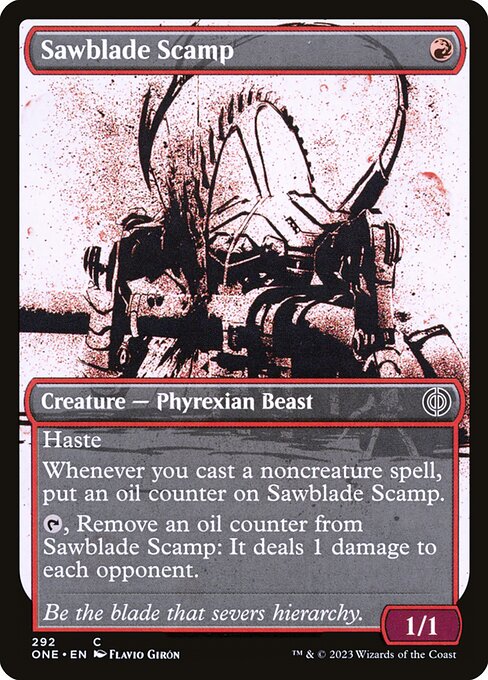 Sawblade Scamp
Creature — Phyrexian Beast
Haste
Whenever you cast a noncreature spell,
put an oil counter on Sawblade Scamp.
, Remove an oil counter from
Sawblade Scamp: It deals 1 damage to
each opponent.
Be the blade that severs hierarchy.
1/1
292 C
ONE • EN Flavio Girón
™ & © 2023 Wizards of the Coast